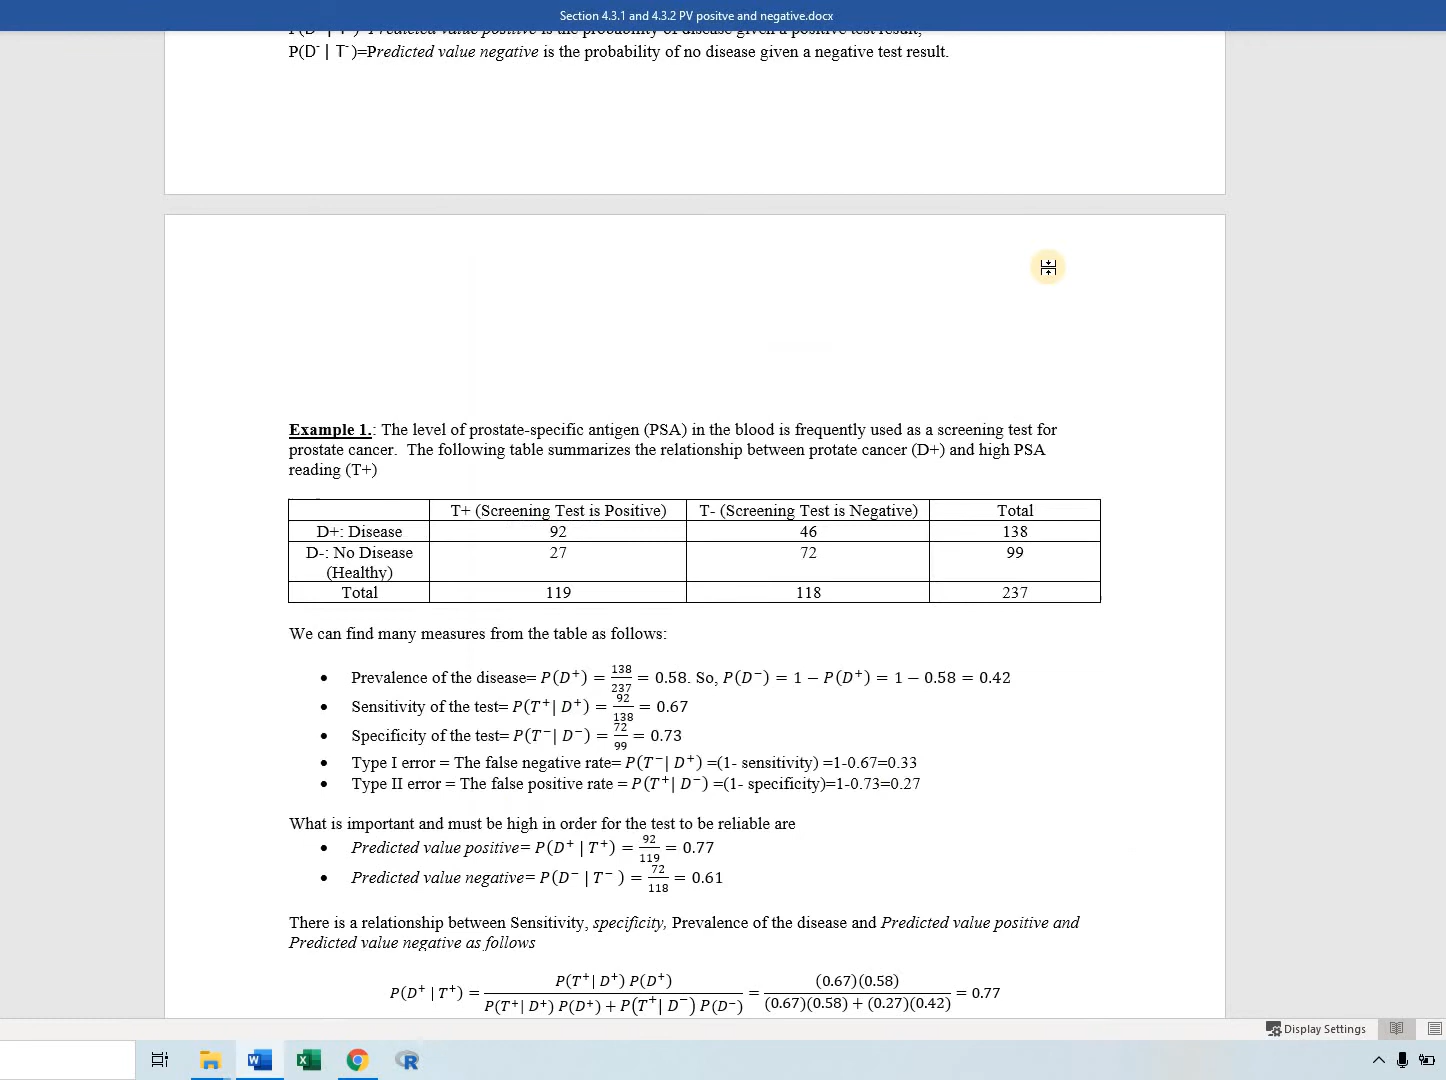 Section 4.3.1 and 4.3.2 PV positve and negative.docx
P(D⁻ | T⁻)=Predicted value negative is the probability of no disease given a negative test result.
Example 1.: The level of prostate-specific antigen (PSA) in the blood is frequently used as a screening test for
prostate cancer. The following table summarizes the relationship between protate cancer (D+) and high PSA
reading (T+)
T+ (Screening Test is Positive) T- (Screening Test is Negative) Total
D+: Disease 92 46 138
D-: No Disease 27 72 99
(Healthy)
Total 119 118 237
We can find many measures from the table as follows:
• Prevalence of the disease= P(D⁺) = 138/237 = 0.58. So, P(D⁻) = 1 − P(D⁺) = 1 − 0.58 = 0.42
• Sensitivity of the test= P(T⁺| D⁺) = 92/138 = 0.67
• Specificity of the test= P(T⁻| D⁻) = 72/99 = 0.73
• Type I error = The false negative rate= P(T⁻| D⁺) =(1- sensitivity) =1-0.67=0.33
• Type II error = The false positive rate = P(T⁺| D⁻) =(1- specificity)=1-0.73=0.27
What is important and must be high in order for the test to be reliable are
• Predicted value positive= P(D⁺ | T⁺) = 92/119 = 0.77
• Predicted value negative= P(D⁻ | T⁻ ) = 72/118 = 0.61
There is a relationship between Sensitivity, specificity, Prevalence of the disease and Predicted value positive and
Predicted value negative as follows
P(D⁺ | T⁺) = P(T⁺| D⁺) P(D⁺) / P(T⁺| D⁺) P(D⁺) + P(T⁺| D⁻) P(D⁻) = (0.67)(0.58) / (0.67)(0.58) + (0.27)(0.42) = 0.77
Display Settings